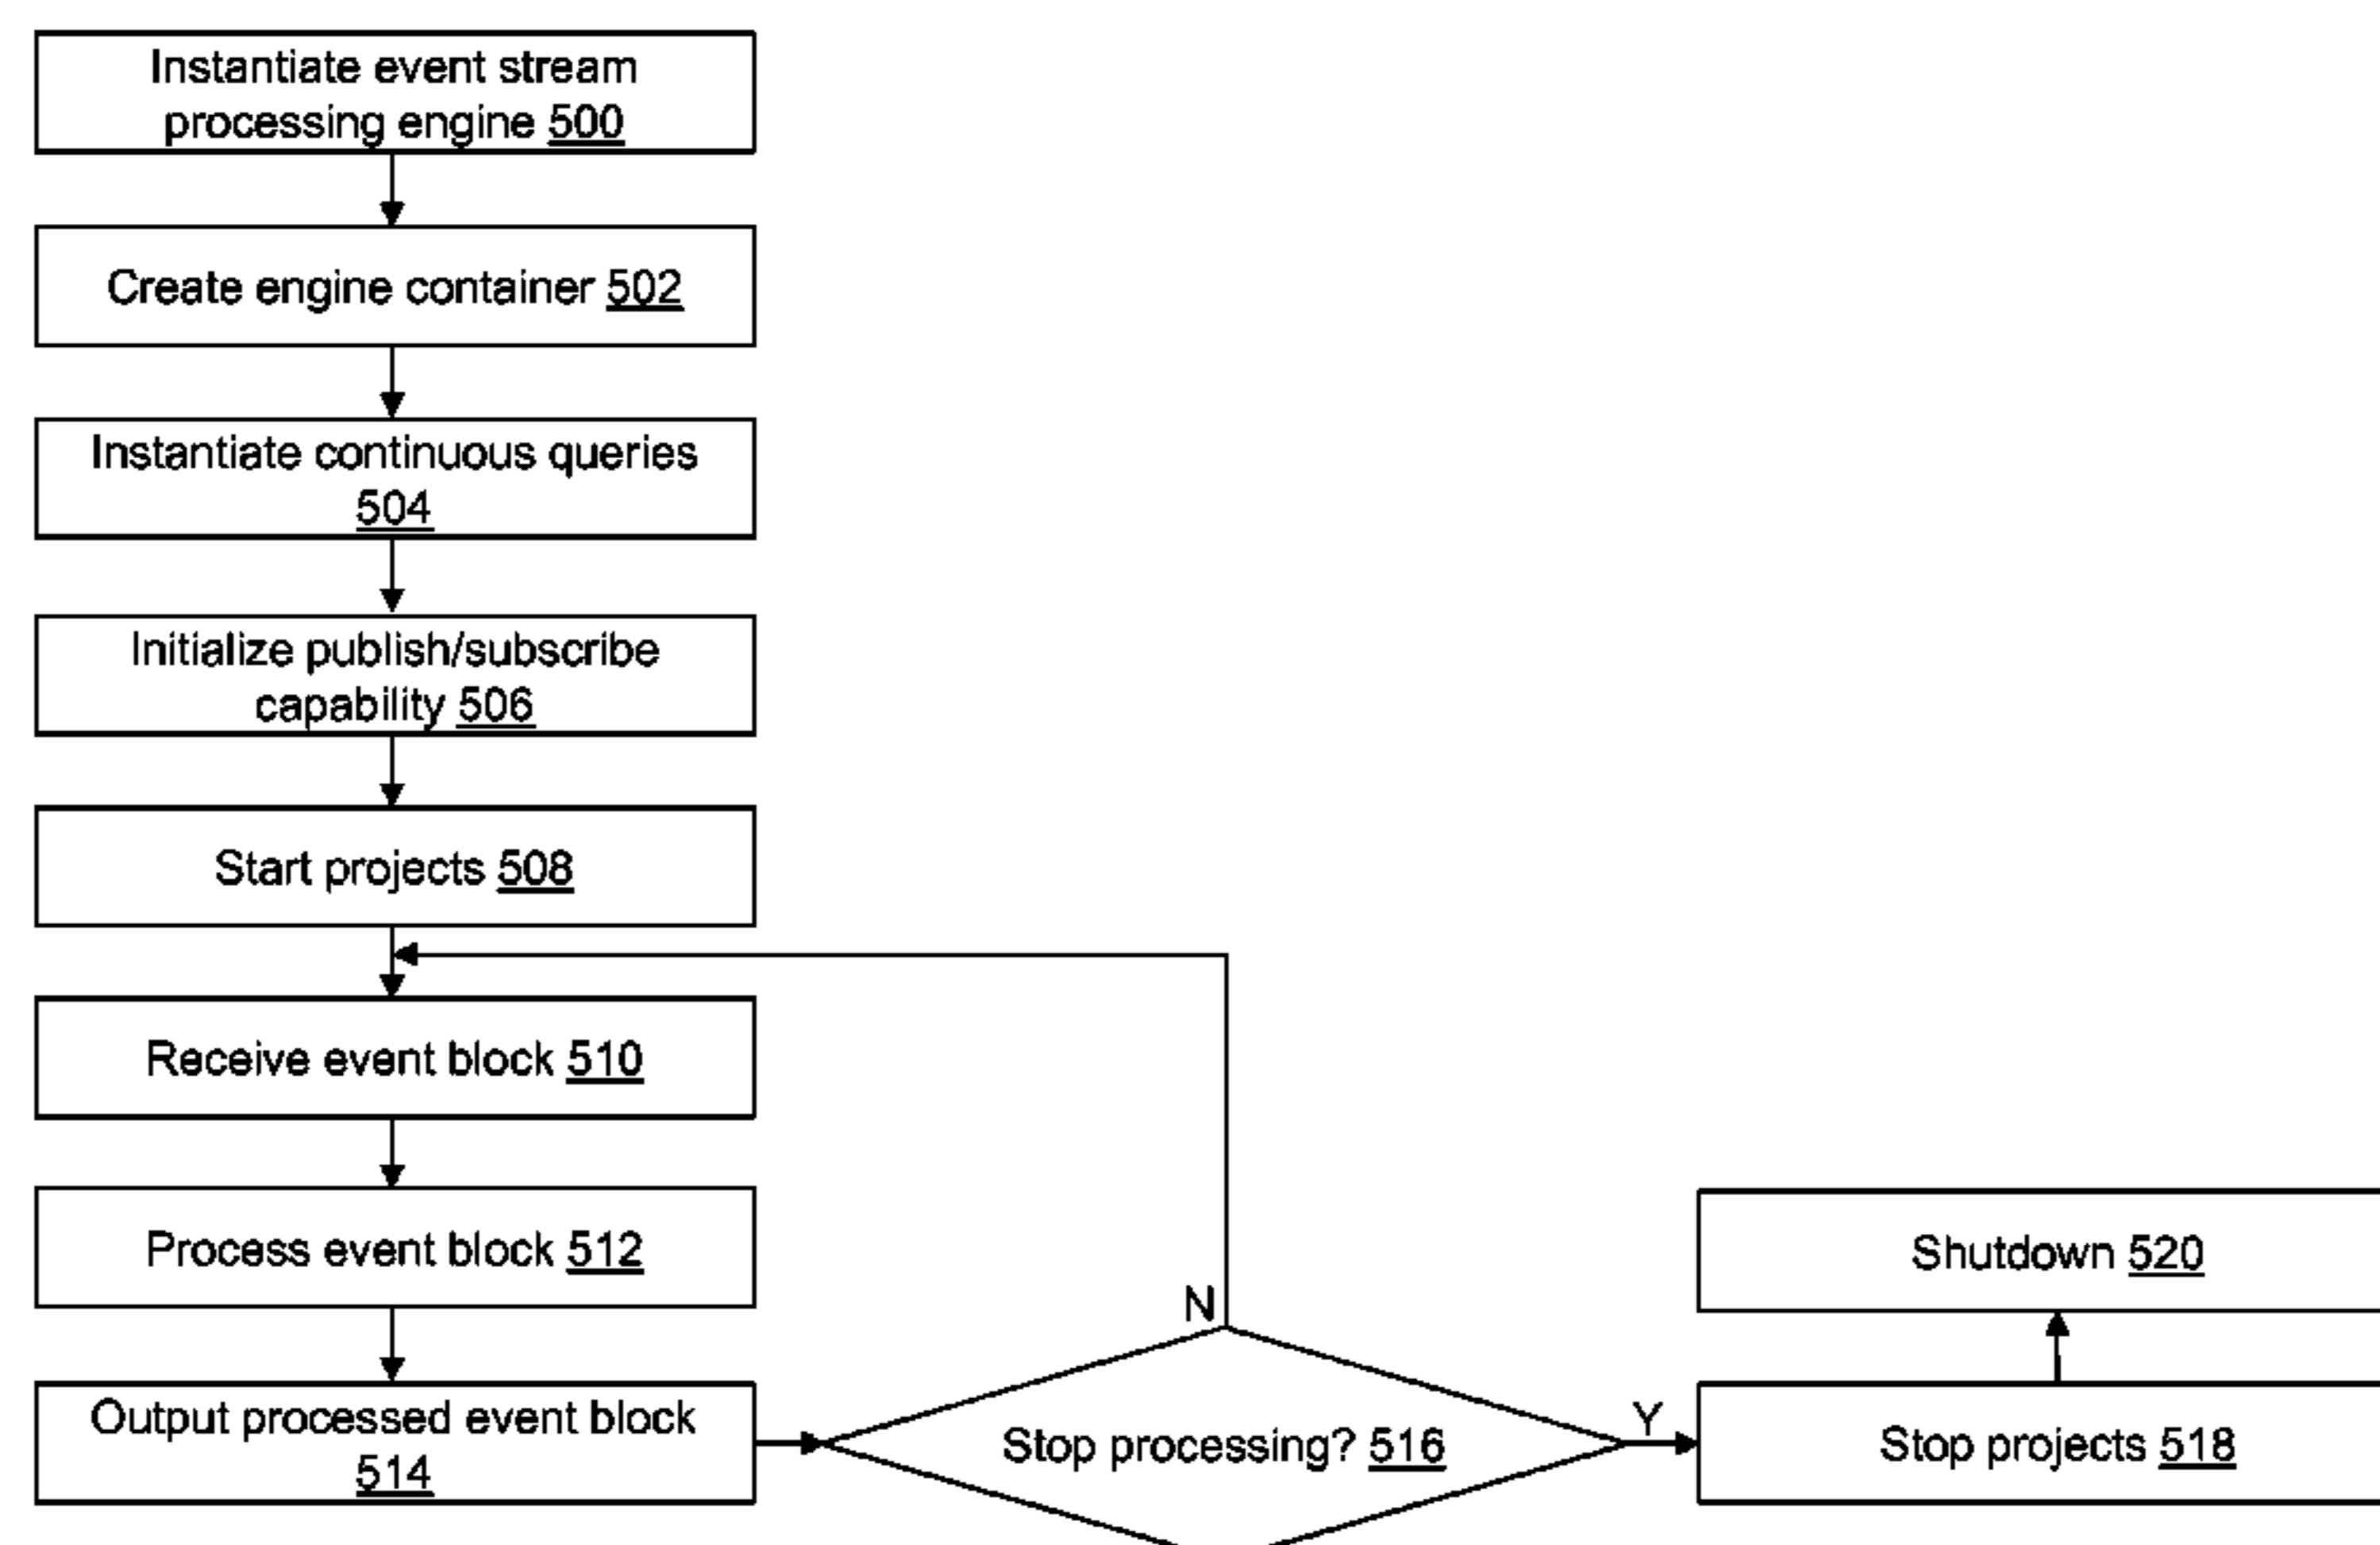 Instantiate event stream
processing engine 500
Create engine container 502
Instantiate continuous queries
504
Initialize publish/subscribe
capability 506
Start projects 508
Receive event block 510
Process event block 512
Output processed event block
514
N
Stop processing? 516
Y
Stop projects 518
Shutdown 520